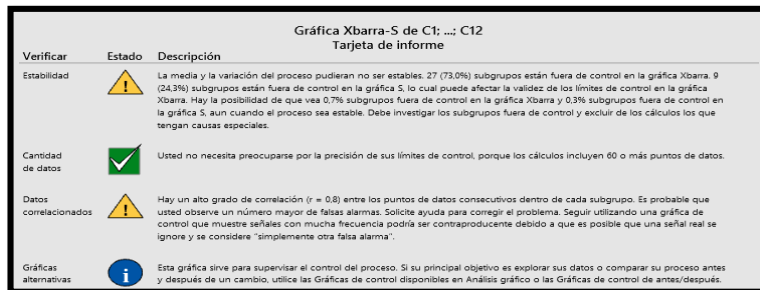 Gráfica Xbarra-S de C1; ...; C12
Tarjeta de informe
Verificar Estado Descripción
Estabilidad
La media y la variación del proceso pudieran no ser estables. 27 (73,0%) subgrupos están fuera de control en la gráfica Xbarra. 9
(24,3%) subgrupos están fuera de control en la gráfica S, lo cual puede afectar la validez de los límites de control en la gráfica
Xbarra. Hay la posibilidad de que vea 0,7% subgrupos fuera de control en la gráfica Xbarra y 0,3% subgrupos fuera de control en
la gráfica S, aun cuando el proceso sea estable. Debe investigar los subgrupos fuera de control y excluir de los cálculos los que
tengan causas especiales.
Cantidad
de datos
Usted no necesita preocuparse por la precisión de sus límites de control, porque los cálculos incluyen 60 o más puntos de datos.
Datos
correlacionados
Hay un alto grado de correlación (r = 0,8) entre los puntos de datos consecutivos dentro de cada subgrupo. Es probable que
usted observe un número mayor de falsas alarmas. Solicite ayuda para corregir el problema. Seguir utilizando una gráfica de
control que muestre señales con mucha frecuencia podría ser contraproducente debido a que es posible que una señal real se
ignore y se considere "simplemente otra falsa alarma".
Gráficas
alternativas
Esta gráfica sirve para supervisar el control del proceso. Si su principal objetivo es explorar sus datos o comparar su proceso antes
y después de un cambio, utilice las Gráficas de control disponibles en Análisis gráfico o las Gráficas de control de antes/después.